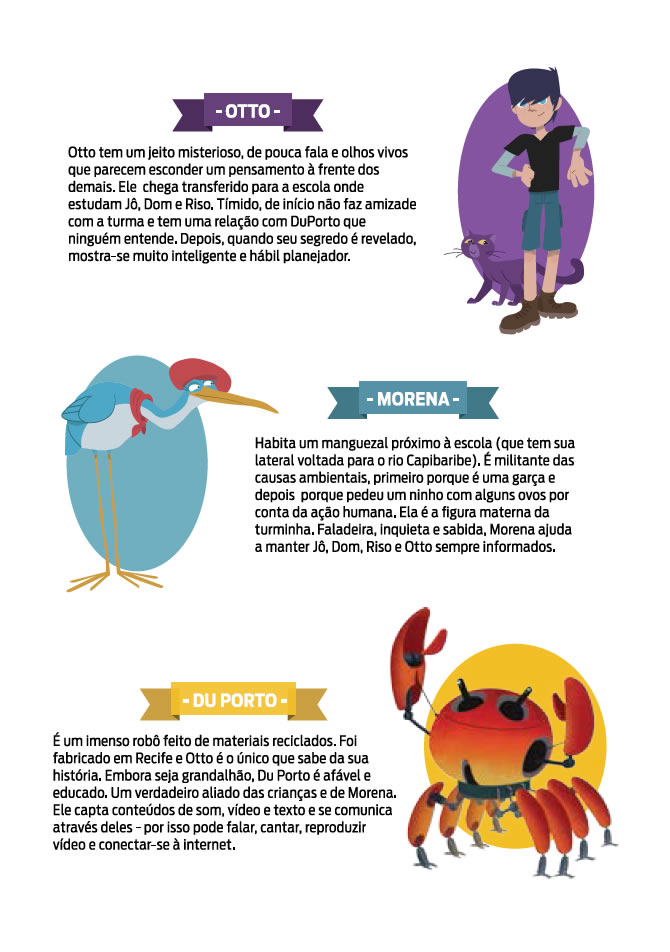 - OTTO -
Otto tem um jeito misterioso, de pouca fala e olhos vivos
que parecem esconder um pensamento à frente dos
demais. Ele  chega transferido para a escola onde
estudam Jô, Dom e Riso. Tímido, de início não faz amizade
com a turma e tem uma relação com DuPorto que
ninguém entende. Depois, quando seu segredo é revelado,
mostra-se muito inteligente e hábil planejador.
- MORENA -
Habita um manguezal próximo à escola (que tem sua
lateral voltada para o rio Capibaribe). É militante das
causas ambientais, primeiro porque é uma garça e
depois  porque pedeu um ninho com alguns ovos por
conta da ação humana. Ela é a figura materna da
turminha. Faladeira, inquieta e sabida, Morena ajuda
a manter Jô, Dom, Riso e Otto sempre informados.
- DU PORTO -
É um imenso robô feito de materiais reciclados. Foi
fabricado em Recife e Otto é o único que sabe da sua
história. Embora seja grandalhão, Du Porto é afável e
educado. Um verdadeiro aliado das crianças e de Morena.
Ele capta conteúdos de som, vídeo e texto e se comunica
através deles - por isso pode falar, cantar, reproduzir
vídeo e conectar-se à internet.